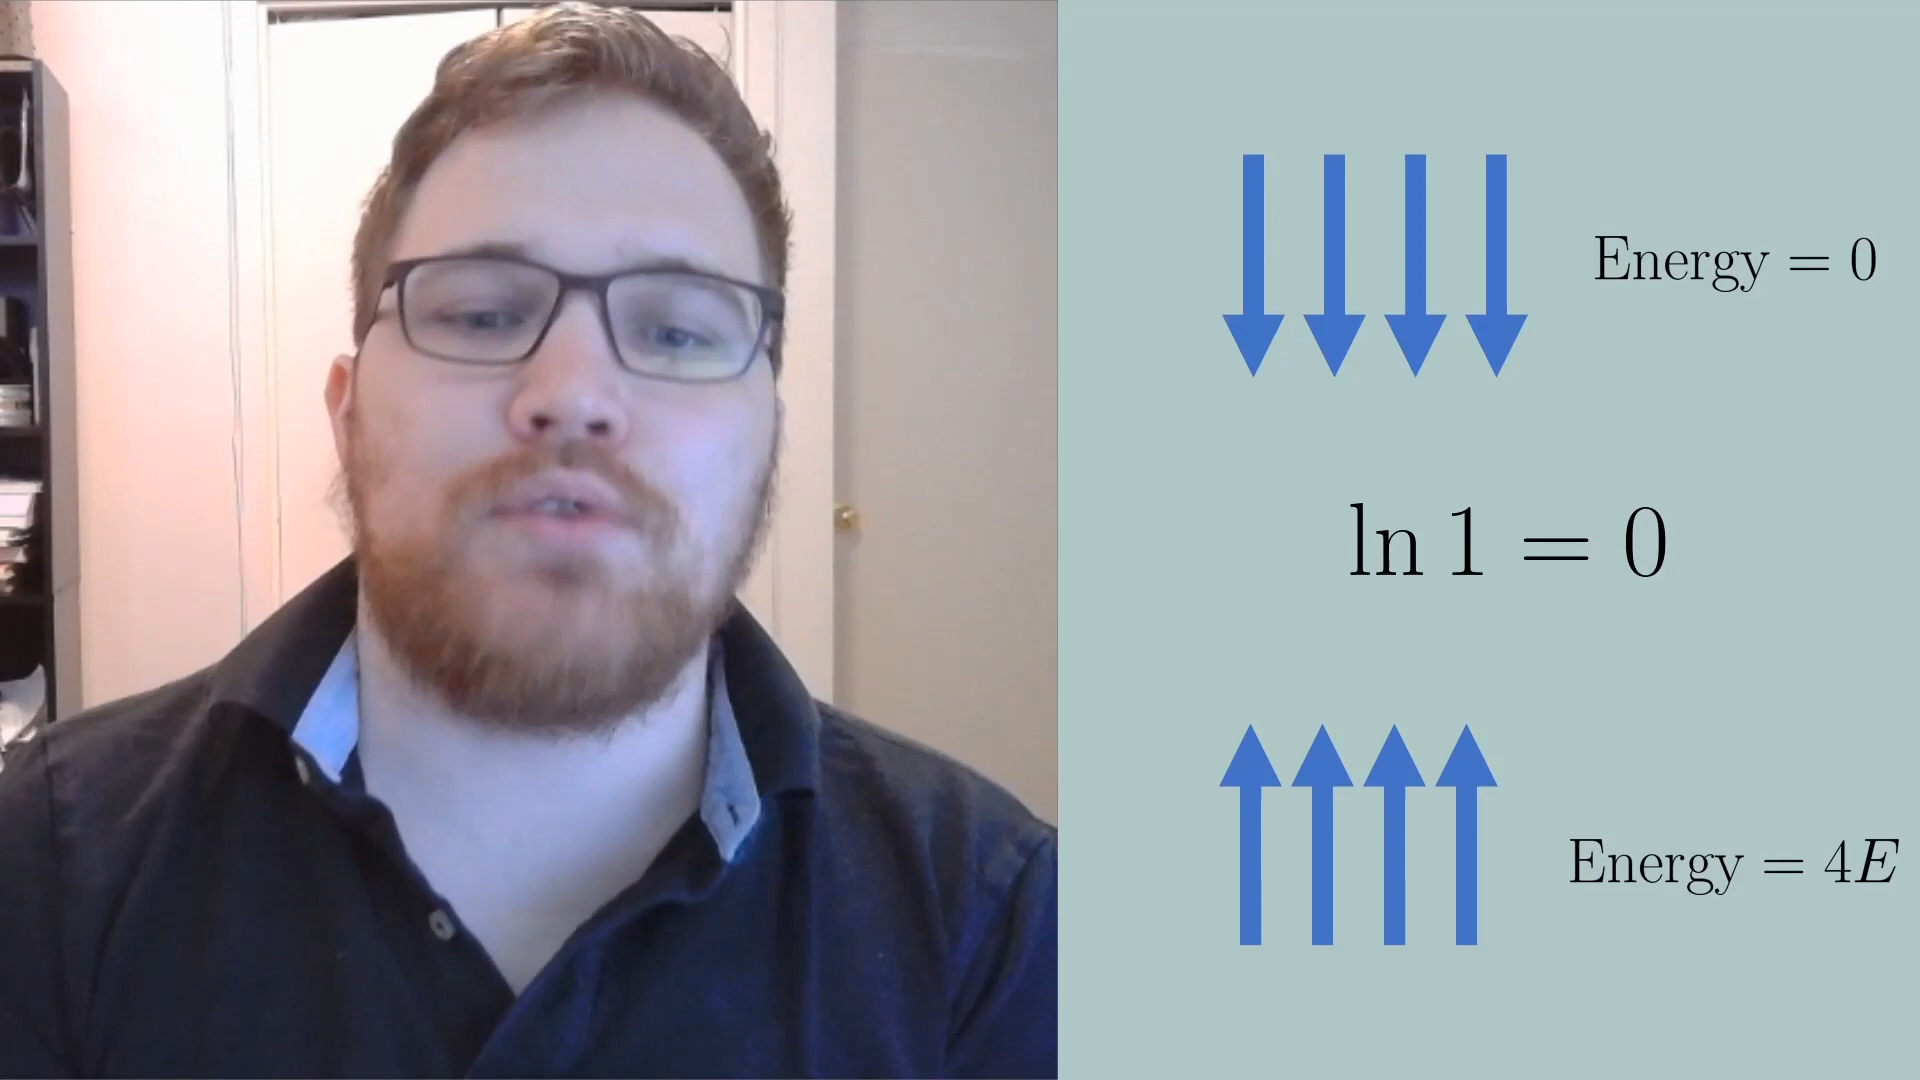 Energy = 0
ln 1 = 0
Energy = 4E